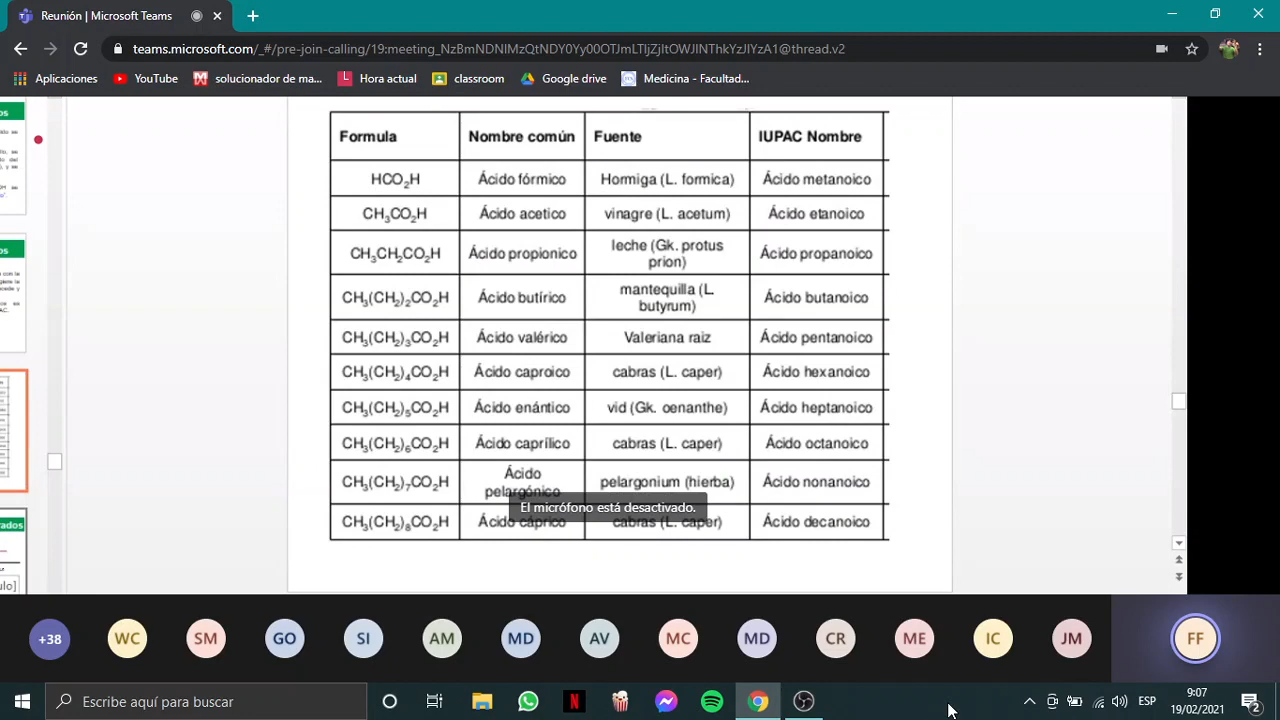 Reunión | Microsoft Teams
teams.microsoft.com/_#/pre-join-calling/19:meeting_NzBmNDNlMzQtNDY0Yy00OTJmLTljZjItOWJlNThkYzJlYzA1@thread.v2
Aplicaciones YouTube solucionador de ma... Hora actual classroom Google drive Medicina - Facultad...
Formula Nombre común Fuente IUPAC Nombre
HCO₂H Ácido fórmico Hormiga (L. formica) Ácido metanoico
CH₃CO₂H Ácido acetico vinagre (L. acetum) Ácido etanoico
CH₃CH₂CO₂H Ácido propionico leche (Gk. protus prion) Ácido propanoico
CH₃(CH₂)₂CO₂H Ácido butírico mantequilla (L. butyrum) Ácido butanoico
CH₃(CH₂)₃CO₂H Ácido valérico Valeriana raiz Ácido pentanoico
CH₃(CH₂)₄CO₂H Ácido caproico cabras (L. caper) Ácido hexanoico
CH₃(CH₂)₅CO₂H Ácido enántico vid (Gk. oenanthe) Ácido heptanoico
CH₃(CH₂)₆CO₂H Ácido caprílico cabras (L. caper) Ácido octanoico
CH₃(CH₂)₇CO₂H Ácido pelargónico pelargonium (hierba) Ácido nonanoico
El micrófono está desactivado.
CH₃(CH₂)₈CO₂H Ácido cáprico cabras (L. caper) Ácido decanoico
+38 WC SM GO SI AM MD AV MC MD CR ME IC JM FF
Escribe aquí para buscar
ESP
9:07
19/02/2021
2